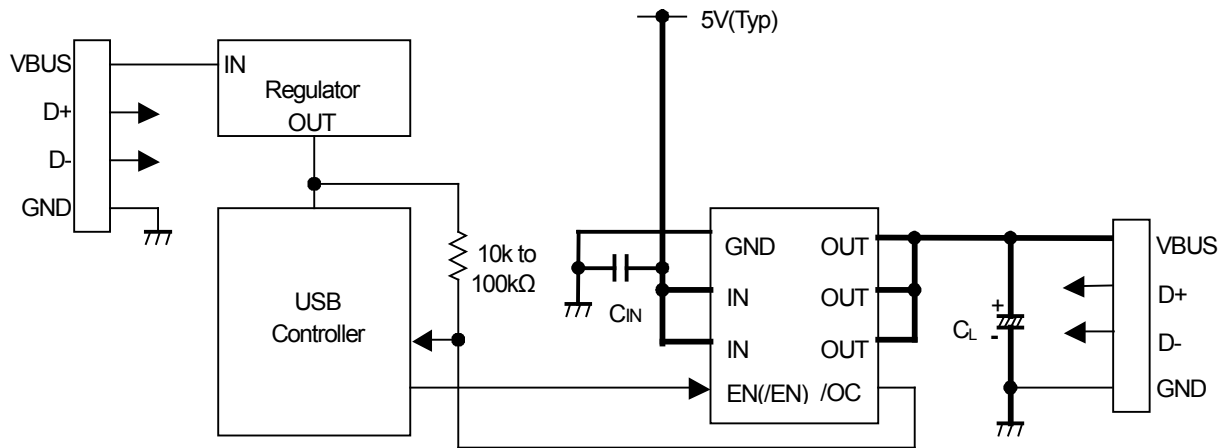 5V(Typ)
VBUS
D+
D-
GND
IN
Regulator
OUT
10k to
100kΩ
USB
Controller
CIN
GND
IN
IN
EN(/EN)
OUT
OUT
OUT
/OC
+
-
CL
VBUS
D+
D-
GND